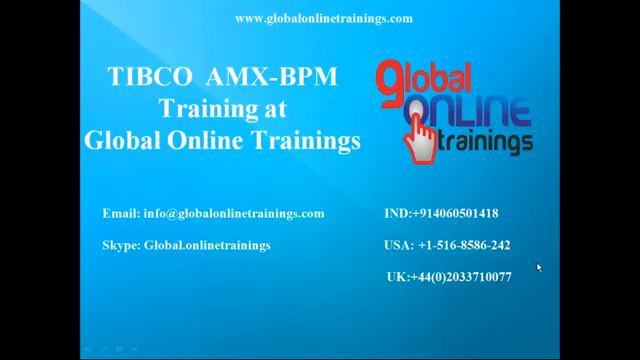 www.globalonlinetrainings.com
TIBCO AMX-BPM
Training at
Global Online Trainings
global
ONLINE
trainings
Email: info@globalonlinetrainings.com
IND:+914060501418
Skype: Global.onlinetrainings
USA: +1-516-8586-242
UK:+44(0)2033710077